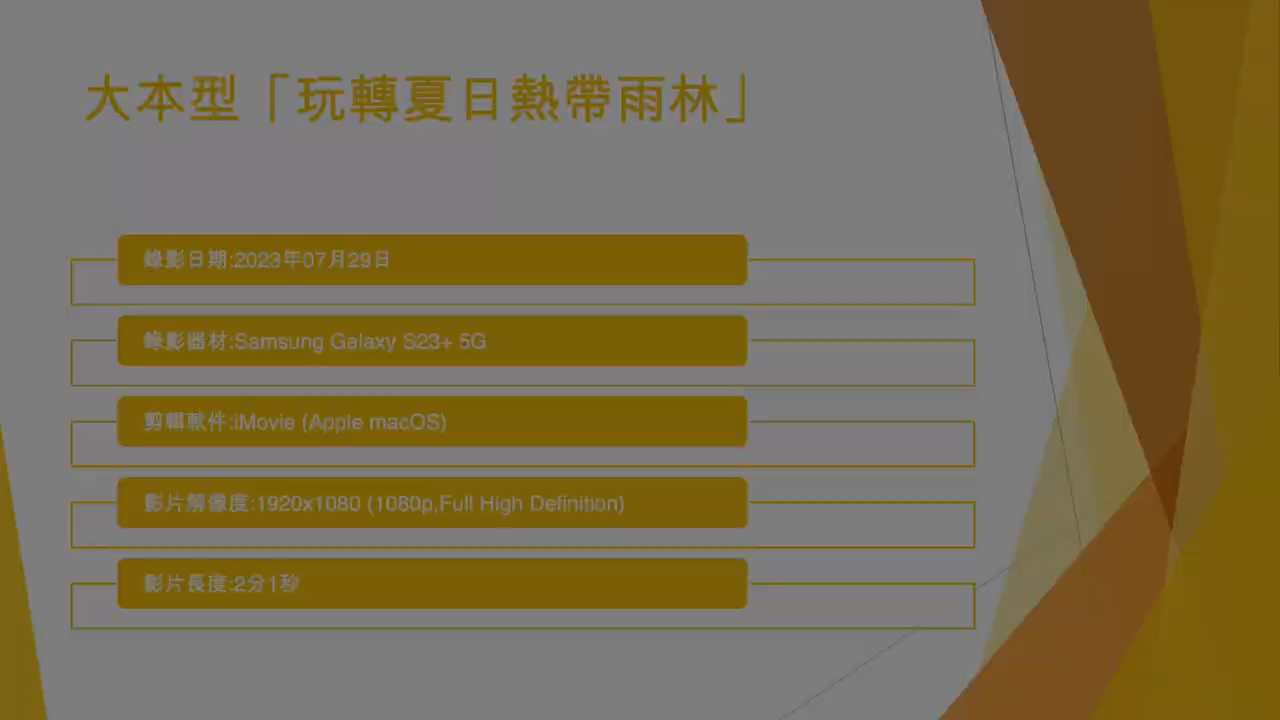 大本型「玩轉夏日熱帶雨林」
錄影日期:2023年07月29日
錄影器材:Samsung Galaxy S23+ 5G
剪輯軟件:iMovie (Apple macOS)
影片解像度:1920x1080 (1080p,Full High Definition)
影片長度:2分1秒